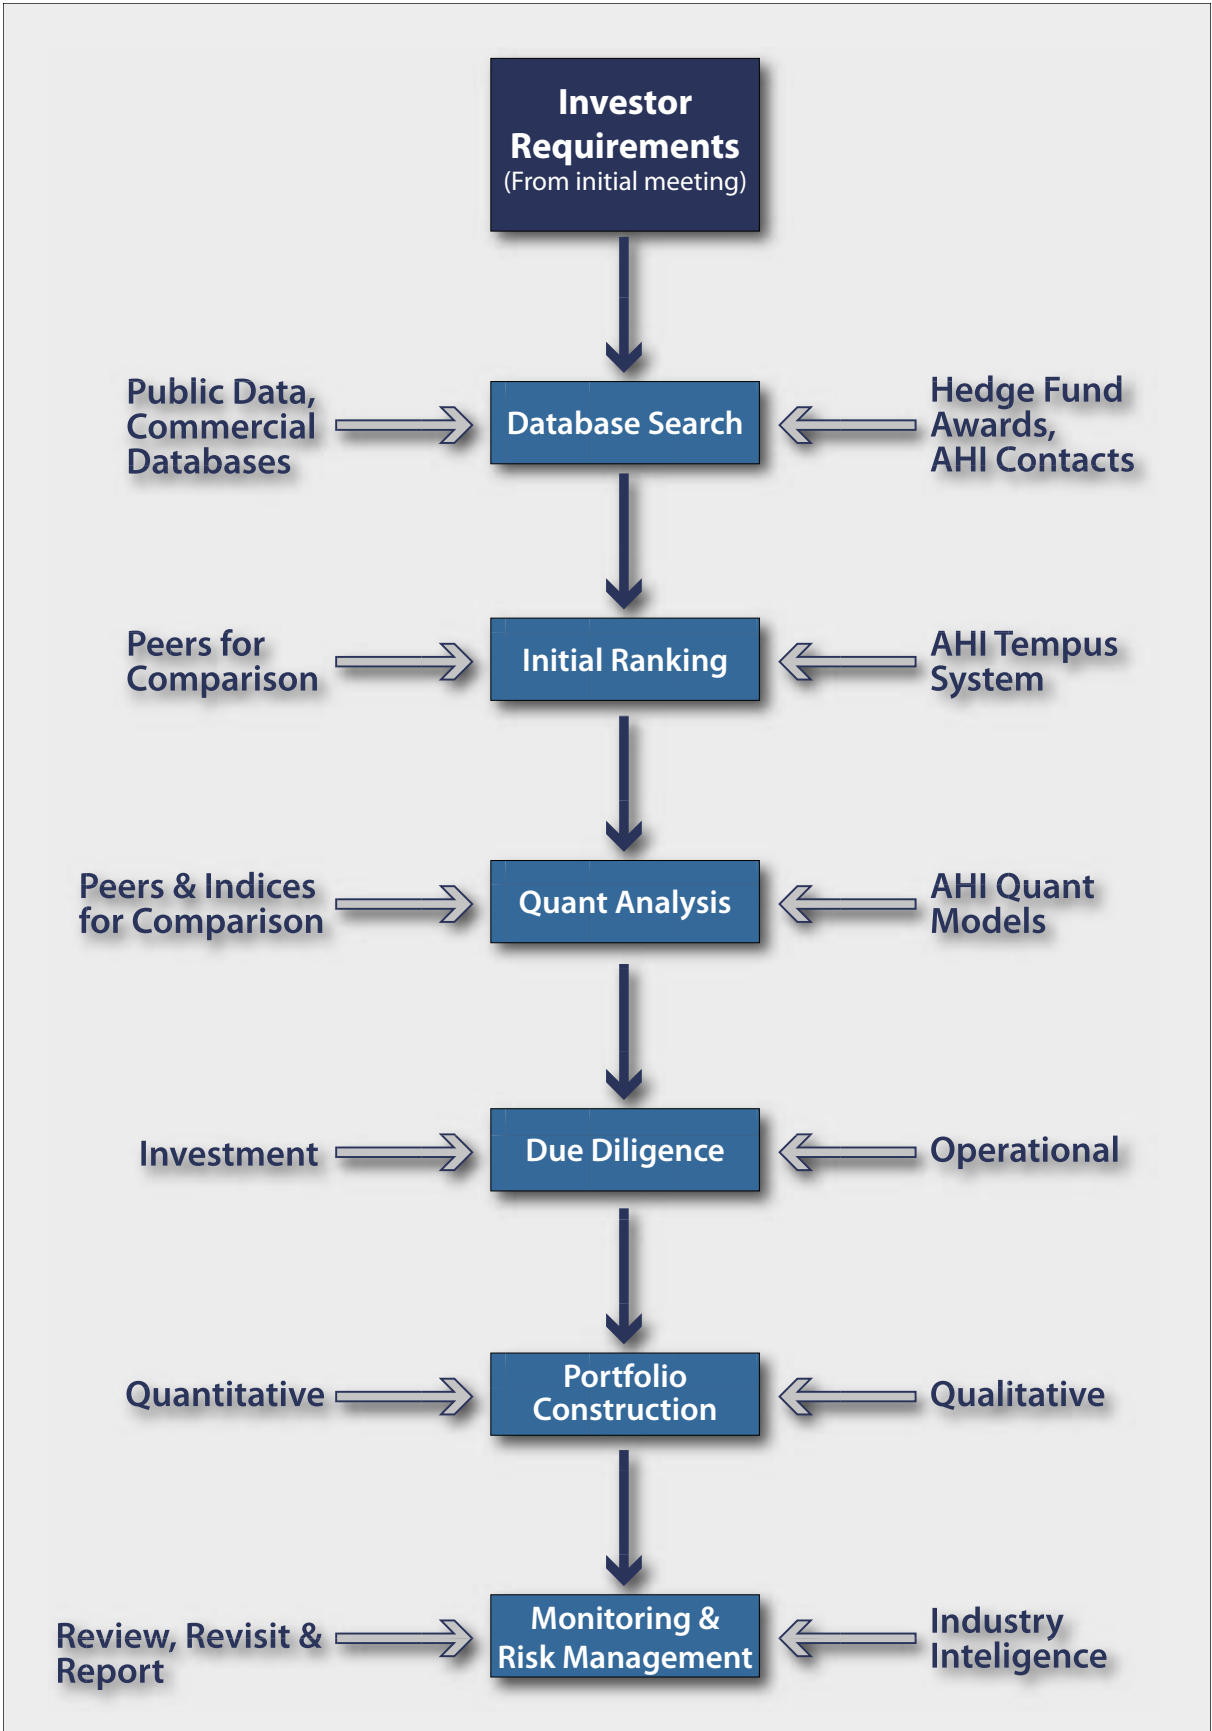 Investor
Requirements
(From initial meeting)
Public Data,
Commercial
Databases
Database Search
Hedge Fund
Awards,
AHI Contacts
Peers for
Comparison
Initial Ranking
AHI Tempus
System
Peers & Indices
for Comparison
Quant Analysis
AHI Quant
Models
Investment
Due Diligence
Operational
Quantitative
Portfolio
Construction
Qualitative
Review, Revisit &
Report
Monitoring &
Risk Management
Industry
Inteligence